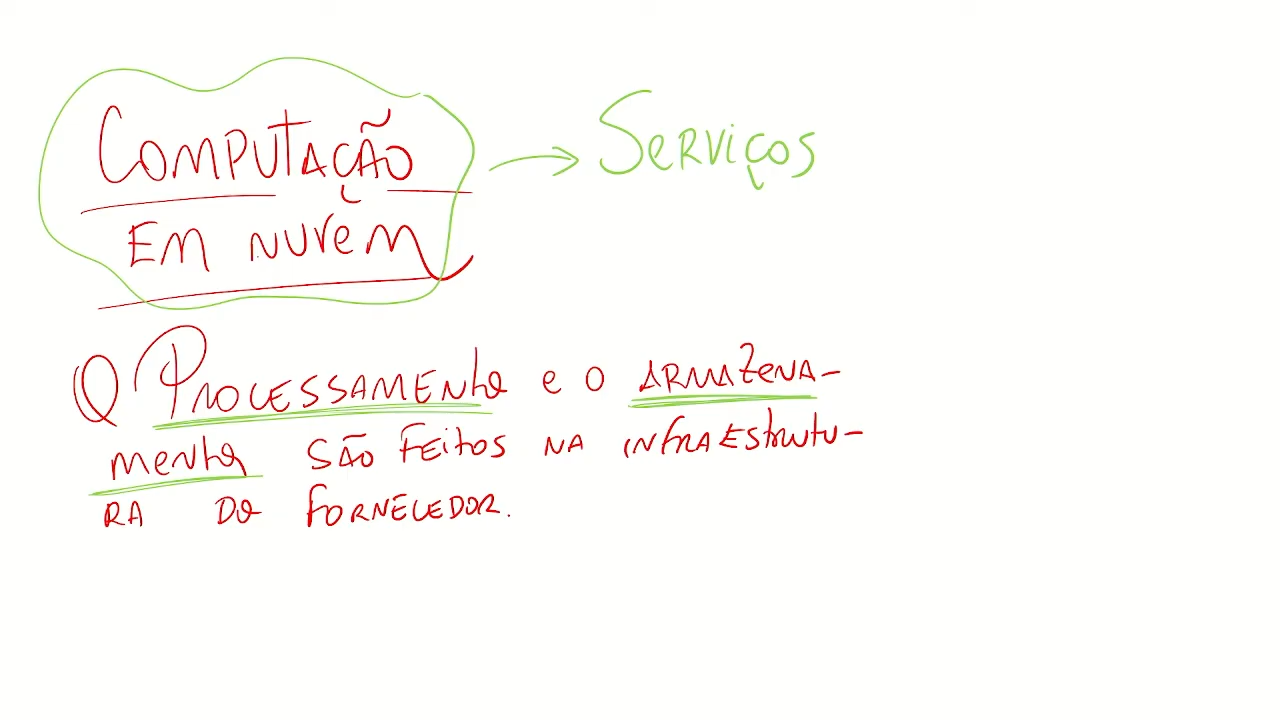 COMPUTAÇÃO
EM NUVEM
Serviços
O PROCESSAMENTO E O ARMAZENA-
mento SÃO FEITOS NA INFRAESTRUTU-
RA DO FORNECEDOR.